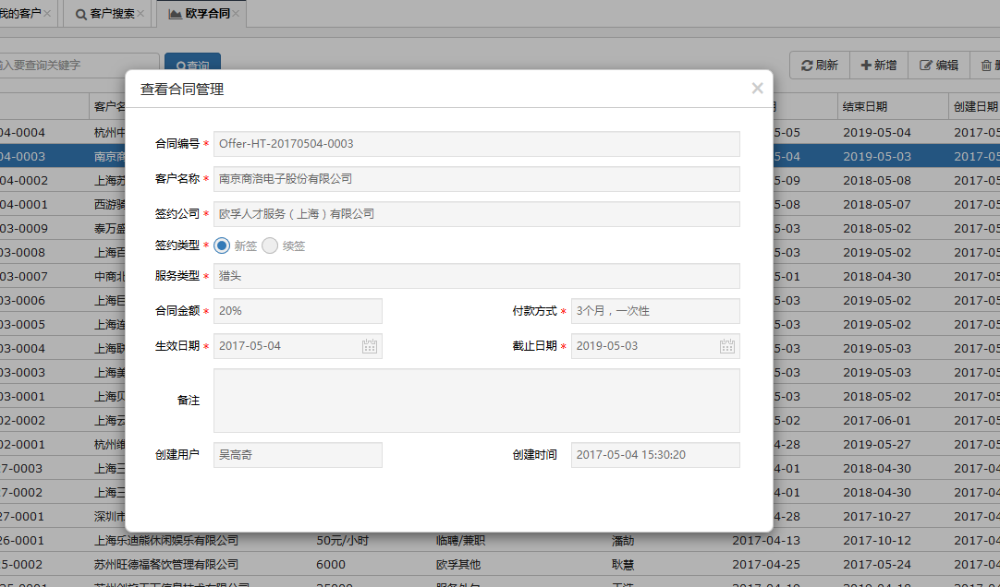 我的客户 客户搜索 欧孚合同
输入要查询关键字 查询 刷新 新增 编辑
查看合同管理
结束日期 创建日期
合同编号 * Offer-HT-20170504-0003
客户名称 * 南京商洛电子股份有限公司
签约公司 * 欧孚人才服务（上海）有限公司
签约类型 * 新签 续签
服务类型 * 猎头
合同金额 * 20% 付款方式 * 3个月，一次性
生效日期 * 2017-05-04 截止日期 * 2019-05-03
备注
创建用户 吴高奇 创建时间 2017-05-04 15:30:20
04-0004 杭州中 5-05 2019-05-04 2017-05
04-0003 南京商 5-04 2019-05-03 2017-05
04-0002 上海苏 5-09 2018-05-08 2017-05
04-0001 西游骑 5-08 2018-05-07 2017-05
03-0009 泰万盛 5-03 2018-05-02 2017-05
03-0008 上海百 5-03 2019-05-02 2017-05
03-0007 中商北 5-01 2018-04-30 2017-05
03-0006 上海巨 5-03 2019-05-02 2017-05
03-0005 上海连 5-03 2019-05-02 2017-05
03-0004 上海联 5-03 2019-05-03 2017-05
03-0003 上海美 5-03 2019-05-03 2017-05
03-0001 上海贝 5-03 2018-05-02 2017-05
02-0002 上海云 5-02 2017-06-01 2017-05
02-0001 杭州维 4-28 2019-05-27 2017-05
7-0003 上海三 4-01 2018-04-30 2017-04
7-0002 上海三 4-01 2018-04-30 2017-04
27-0001 深圳市 4-28 2017-10-27 2017-04
26-0001 上海乐迪熊休闲娱乐有限公司 50元/小时 临聘/兼职 潘劼 2017-04-13 2017-10-12 2017-04
5-0002 苏州旺德福餐饮管理有限公司 6000 欧孚其他 耿慧 2017-04-25 2017-05-24 2017-04